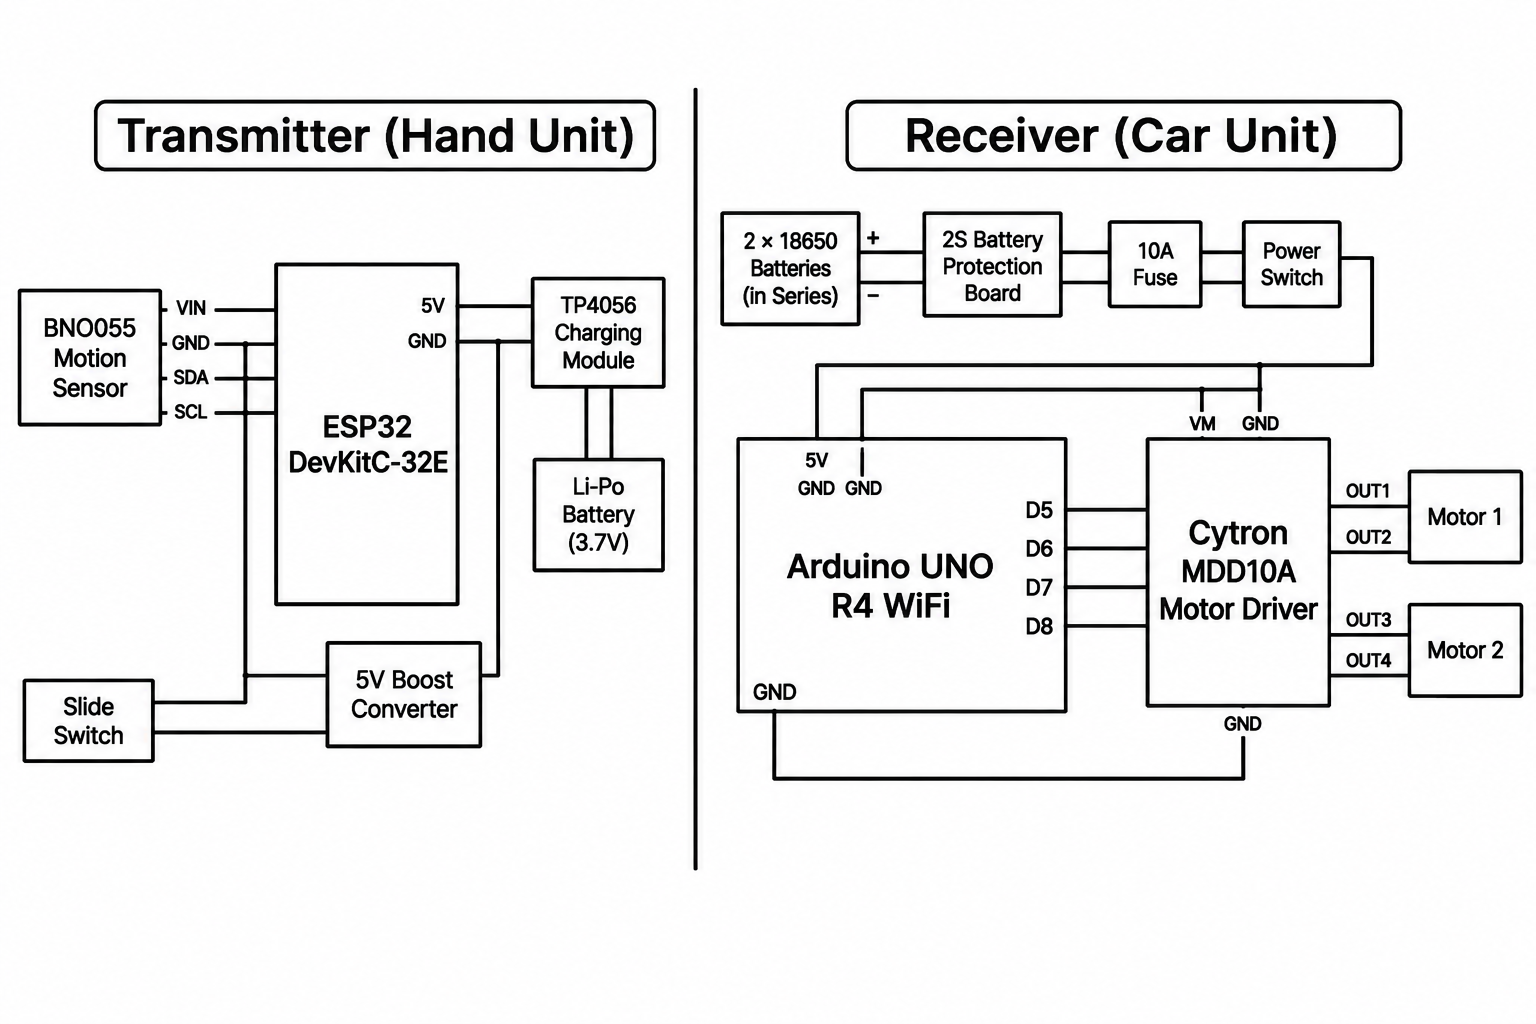 Transmitter (Hand Unit)
BNO055
Motion
Sensor
VIN
GND
SDA
SCL
5V
GND
ESP32
DevKitC-32E
TP4056
Charging
Module
Li-Po
Battery
(3.7V)
5V Boost
Converter
Slide
Switch
Receiver (Car Unit)
2 × 18650
Batteries
(in Series)
+
−
2S Battery
Protection
Board
10A
Fuse
Power
Switch
VM GND
5V
GND GND
D5
D6
D7
D8
Arduino UNO
R4 WiFi
GND
Cytron
MDD10A
Motor Driver
GND
OUT1
OUT2
Motor 1
OUT3
OUT4
Motor 2